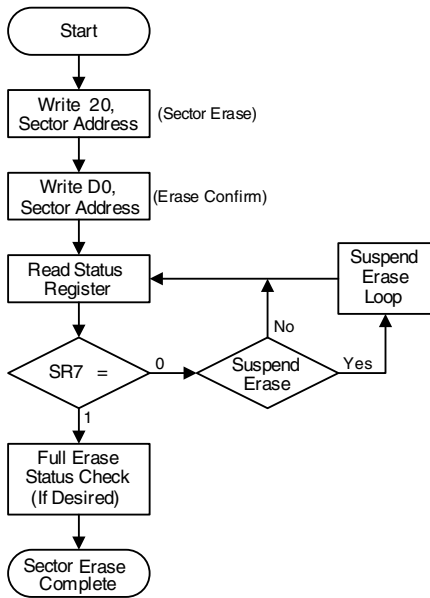 Start
Write 20,
Sector Address
(Sector Erase)
Write D0,
Sector Address
(Erase Confirm)
Read Status
Register
Suspend
Erase
Loop
No
SR7 =
0
Suspend
Erase
Yes
1
Full Erase
Status Check
(If Desired)
Sector Erase
Complete